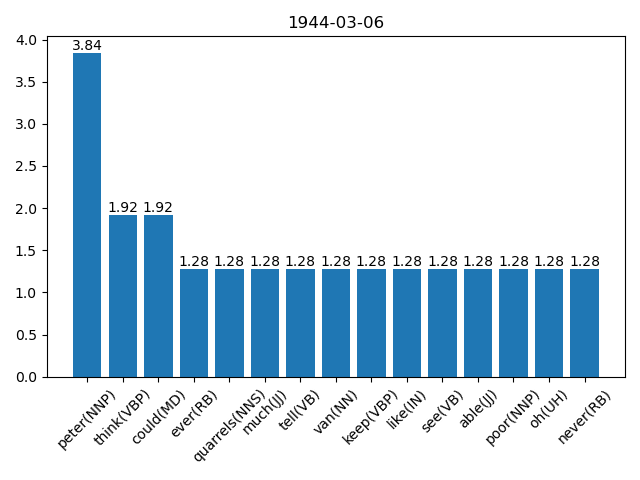 1944-03-06
4.0
3.5
3.0
2.5
2.0
1.5
1.0
0.5
0.0
3.84
1.92
1.92
1.28
1.28
1.28
1.28
1.28
1.28
1.28
1.28
1.28
1.28
1.28
1.28
peter(NNP)
think(VBP)
could(MD)
ever(RB)
quarrels(NNS)
much(JJ)
tell(VB)
van(NN)
keep(VBP)
like(IN)
see(VB)
able(JJ)
poor(NNP)
oh(UH)
never(RB)